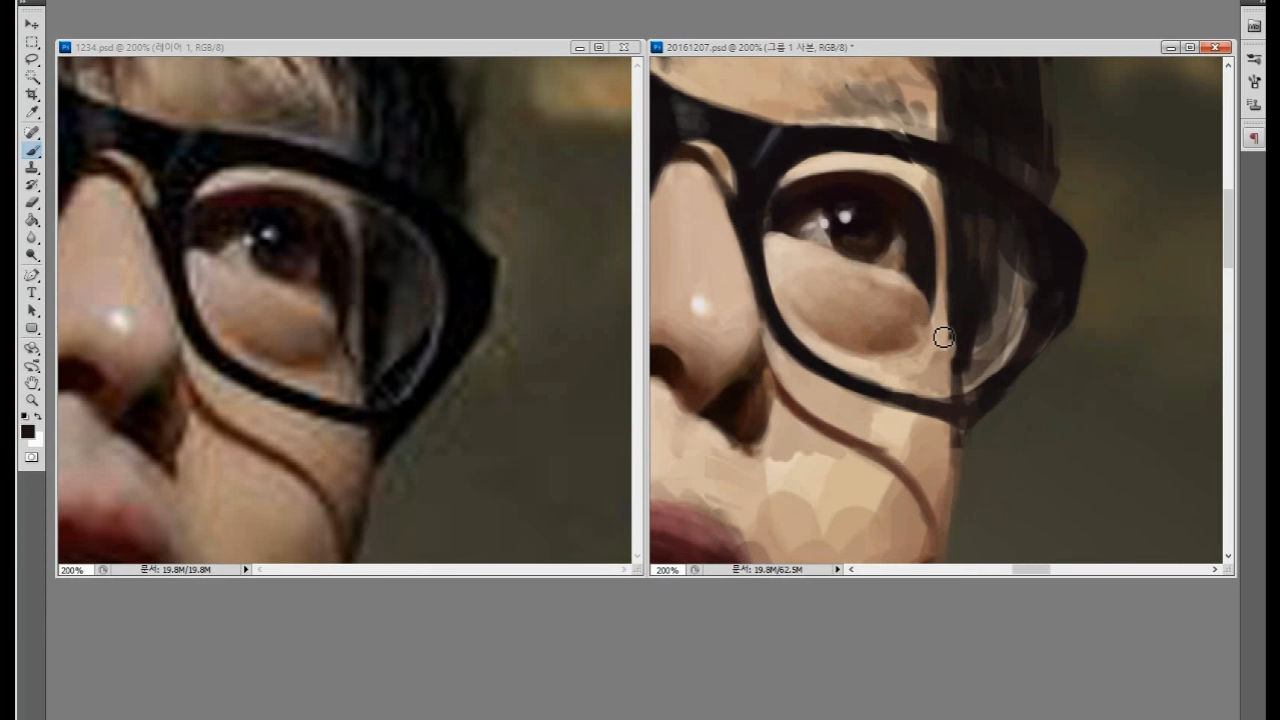 1234.psd @ 200% (레이어 1, RGB/8)
20161207.psd @ 200% (그룹 1 사본, RGB/8) *
200%
문서: 19.8M/19.8M
200%
문서: 19.8M/62.5M